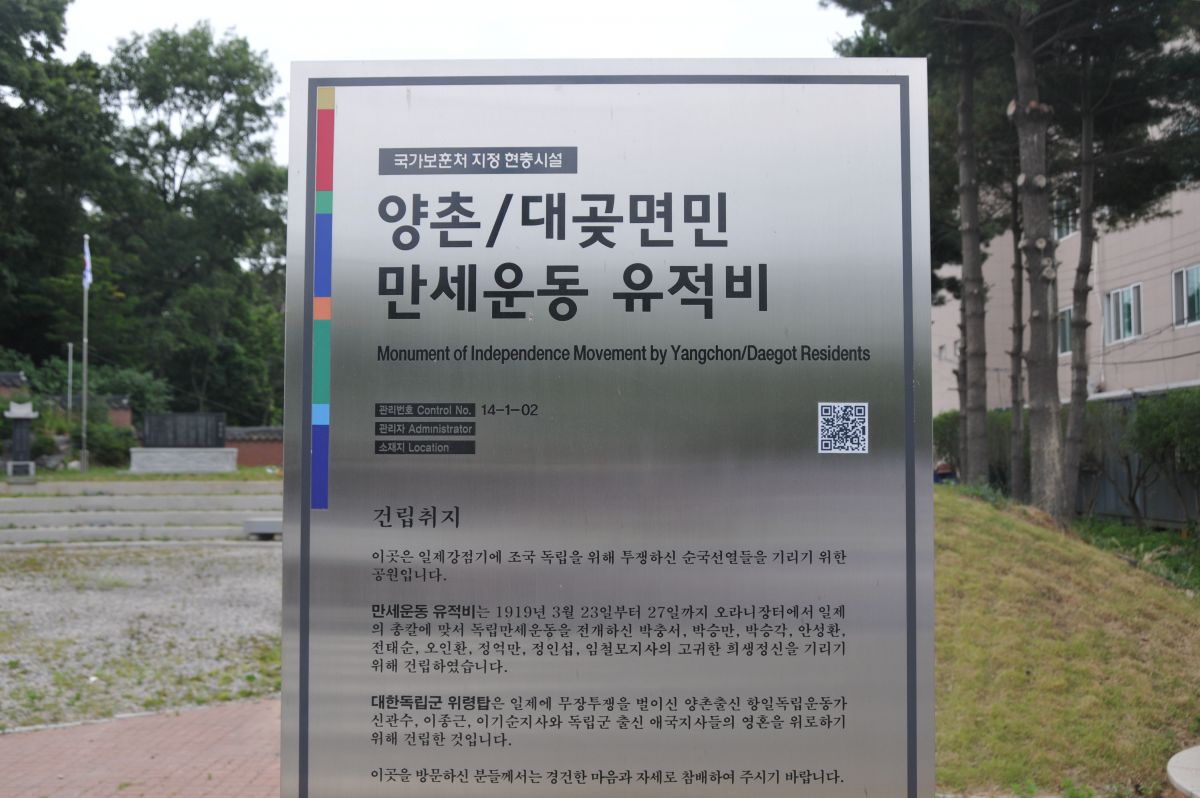 국가보훈처 지정 현충시설
양촌/대곶면민
만세운동 유적비
Monument of Independence Movement by Yangchon/Daegot Residents
관리번호 Control No. 14-1-02
관리자 Administrator
소재지 Location
건립취지
이곳은 일제강점기에 조국 독립을 위해 투쟁하신 순국선열들을 기리기 위한
공원입니다.
만세운동 유적비는 1919년 3월 23일부터 27일까지 오라니장터에서 일제
의 총칼에 맞서 독립만세운동을 전개하신 박충서, 박승만, 박승각, 안성환,
전태순, 오인환, 정억만, 정인섭, 임철모지사의 고귀한 희생정신을 기리기
위해 건립하였습니다.
대한독립군 위령탑은 일제에 무장투쟁을 벌이신 양촌출신 항일독립운동가
신관수, 이종근, 이기순지사와 독립군 출신 애국지사들의 영혼을 위로하기
위해 건립한 것입니다.
이곳을 방문하신 분들께서는 경건한 마음과 자세로 참배하여 주시기 바랍니다.